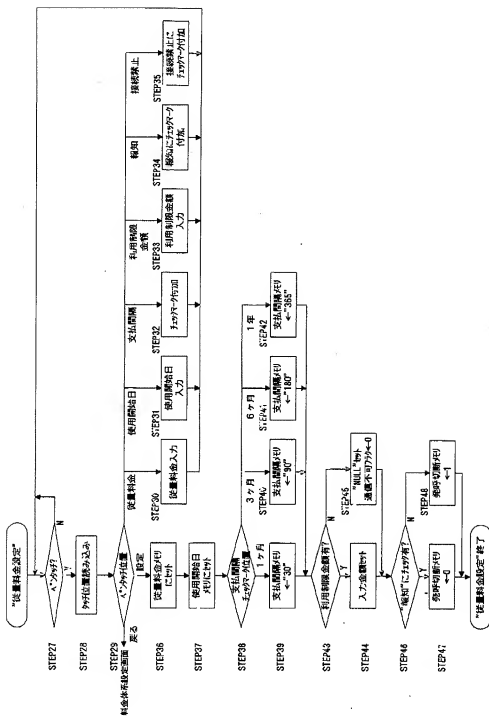 "従量料金設定"
STEP27
ペンタッチ?
N
Y
STEP28
タッチ位置読み込み
STEP29
ペンタッチ位置
料金体系設定画面
戻る
設定
従量料金
STEP30
従量料金入力
使用開始日
STEP31
使用開始日
入力
支払間隔
STEP32
チェックマーク付加
利用制限
金額
STEP33
利用制限金額
入力
報知
STEP34
報知にチェックマーク
付加
接続禁止
STEP35
接続禁止に
チェックマーク付加
STEP36
従量料金メモリ
にセット
STEP37
使用開始日
メモリにセット
STEP38
支払間隔
チェックマーク位置
1ヶ月
3ヶ月
6ヶ月
1年
STEP39
支払間隔メモリ
←"30"
STEP40
支払間隔メモリ
←"90"
STEP41
支払間隔メモリ
←"180"
STEP42
支払間隔メモリ
←"365"
STEP43
利用制限金額有?
N
Y
STEP44
入力金額セット
STEP45
"NULL"セット
通信不可フラグ←0
STEP46
"報知"にチェック有?
N
Y
STEP47
発呼切断メモリ
←0
STEP48
発呼切断メモリ
←1
"従量料金設定"終了